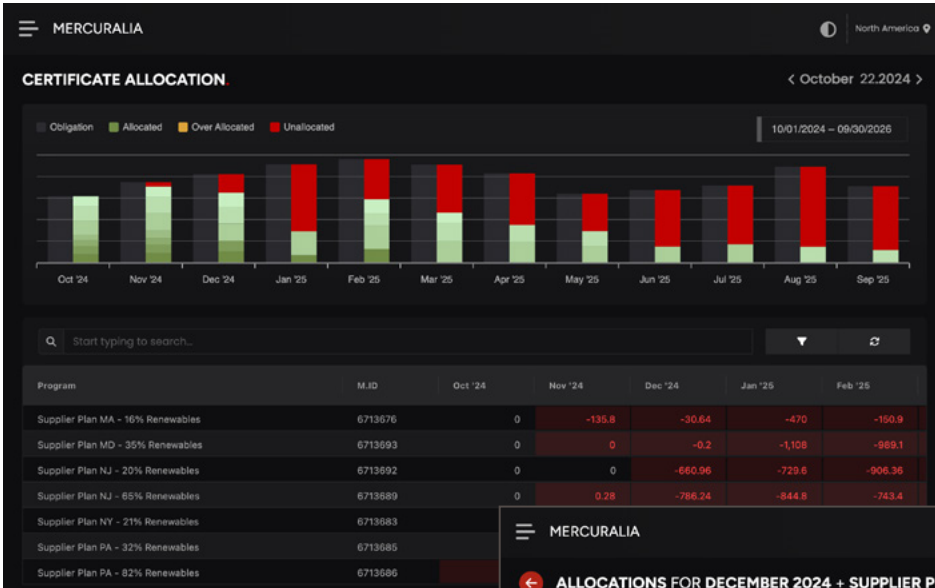 MERCURALIA
North America
CERTIFICATE ALLOCATION.
< October 22.2024 >
Obligation Allocated Over Allocated Unallocated
10/01/2024 – 09/30/2026
Oct '24 Nov '24 Dec '24 Jan '25 Feb '25 Mar '25 Apr '25 May '25 Jun '25 Jul '25 Aug '25 Sep '25
Start typing to search...
Program M.ID Oct '24 Nov '24 Dec '24 Jan '25 Feb '25
Supplier Plan MA - 16% Renewables 6713676 0 -135.8 -30.64 -470 -150.9
Supplier Plan MD - 35% Renewables 6713693 0 0 -0.2 -1,108 -989.1
Supplier Plan NJ - 20% Renewables 6713692 0 0 -660.96 -729.6 -906.36
Supplier Plan NJ - 65% Renewables 6713689 0 0.28 -786.24 -844.8 -743.4
Supplier Plan NY - 21% Renewables 6713683
Supplier Plan PA - 32% Renewables 6713685
Supplier Plan PA - 82% Renewables 6713686
MERCURALIA
ALLOCATIONS FOR DECEMBER 2024 + SUPPLIER P